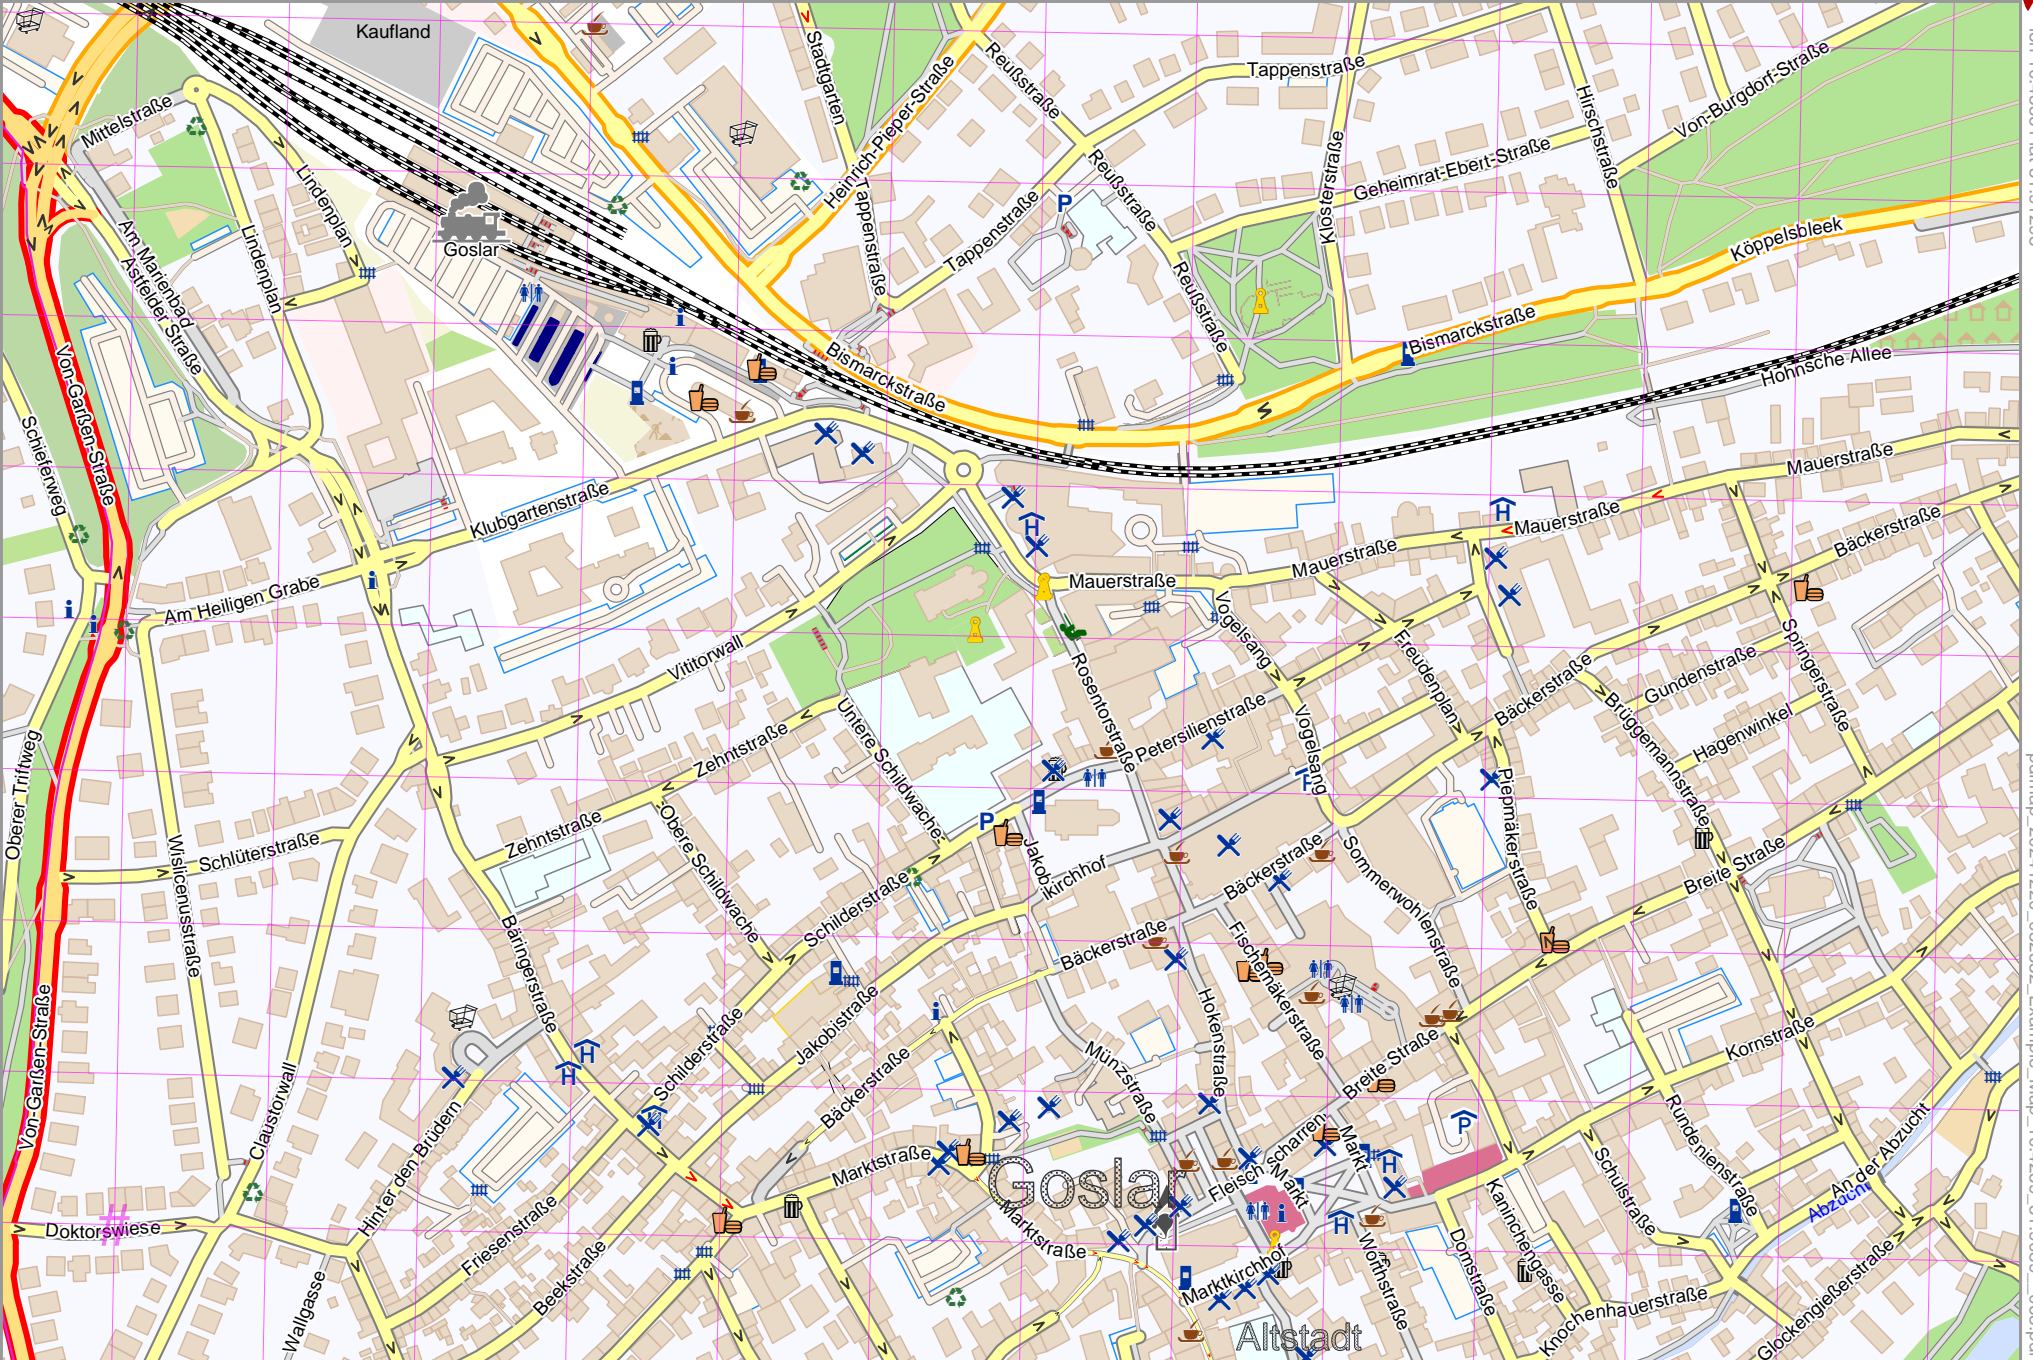 Kaufland
Stadtgarten
Reußstraße
Tappenstraße
Hirschstraße
Von-Burgdorf-Straße
Mittelstraße
Heinrich-Pieper-Straße
Lindenplan
Klosterstraße
Geheimrat-Ebert-Straße
Reußstraße
P
Tappenstraße
Tappenstraße
Köppelsbleek
Lindenplan
Am Marienbad
Astfelder Straße
Goslar
Reußstraße
Bismarckstraße
Bismarckstraße
Hohnsche Allee
Von-Garßen-Straße
Schieferweg
Mauerstraße
Klubgartenstraße
Mauerstraße
Bäckerstraße
Mauerstraße
Mauerstraße
Am Heiligen Grabe
Vogelsang
Freudenplan
Springerstraße
Vititorwall
Rosentorstraße
Gundenstraße
Bäckerstraße
Petersilienstraße
Brüggemannstraße
Hagenwinkel
Untere Schildwache
Vogelsang
Zehntstraße
Oberer Triftweg
Piepmäkerstraße
P
Zehntstraße
Obere Schildwache
Wislicenusstraße
Schlüterstraße
Jakobikirchhof
Bäckerstraße
Sommerwohlenstraße
Breite Straße
Schilderstraße
Bäringerstraße
Bäckerstraße
Fischemäkerstraße
Hokenstraße
Von-Garßen-Straße
Jakobistraße
Schilderstraße
Kornstraße
Münzstraße
Breite Straße
Bäckerstraße
Claustorwall
Hinter den Brüdern
Rundenienstraße
An der Abzucht
Abzucht
Fleischscharren
Markt
Markt
Marktstraße
Goslar
Schulstraße
Kaninchengasse
Doktorswiese
Friesenstraße
Marktstraße
Worthstraße
Domstraße
Beekstraße
Marktkirchhof
Wallgasse
Knochenhauerstraße
Glockengießerstraße
Altstadt